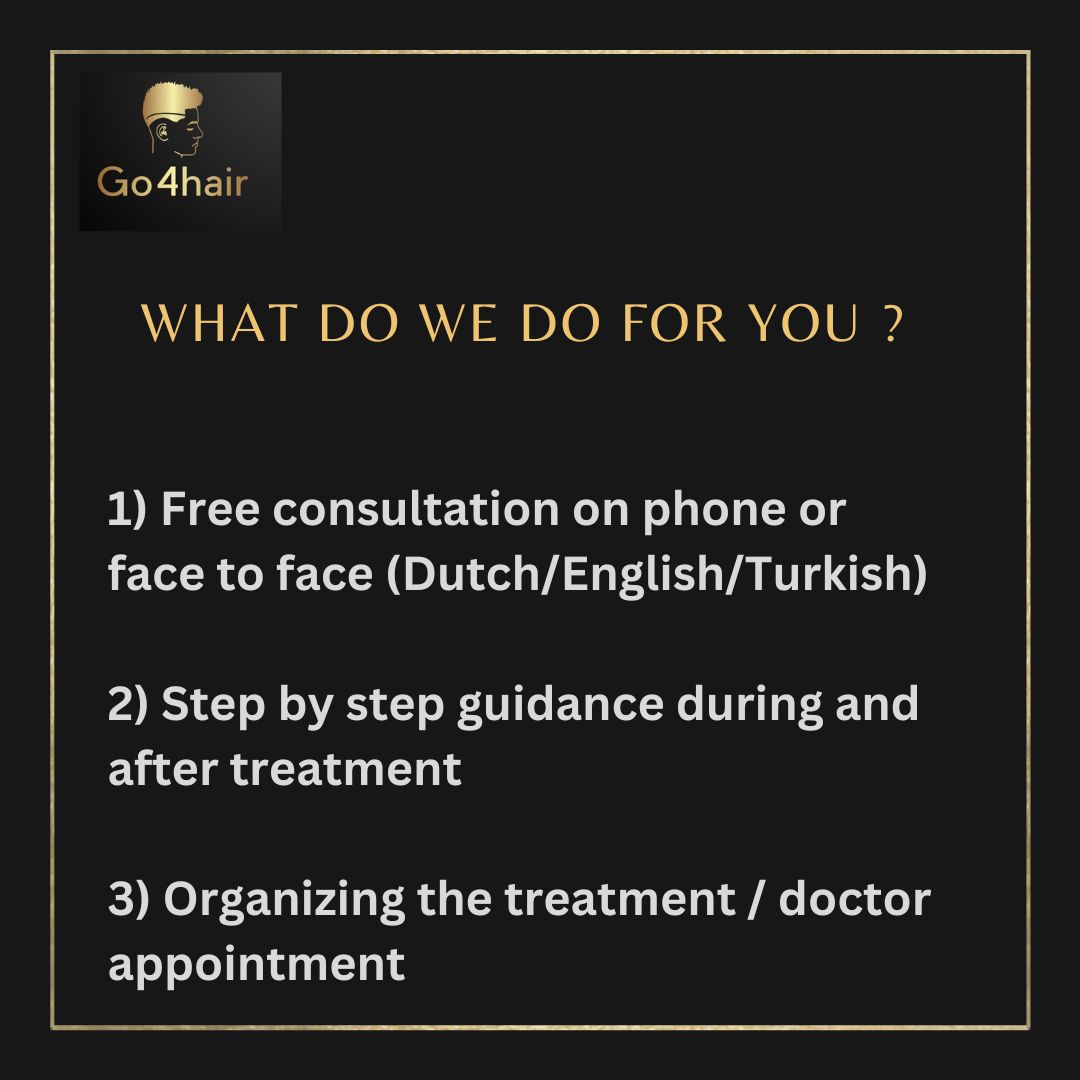 Go4hair
WHAT DO WE DO FOR YOU ?
1) Free consultation on phone or
face to face (Dutch/English/Turkish)
2) Step by step guidance during and
after treatment
3) Organizing the treatment / doctor
appointment